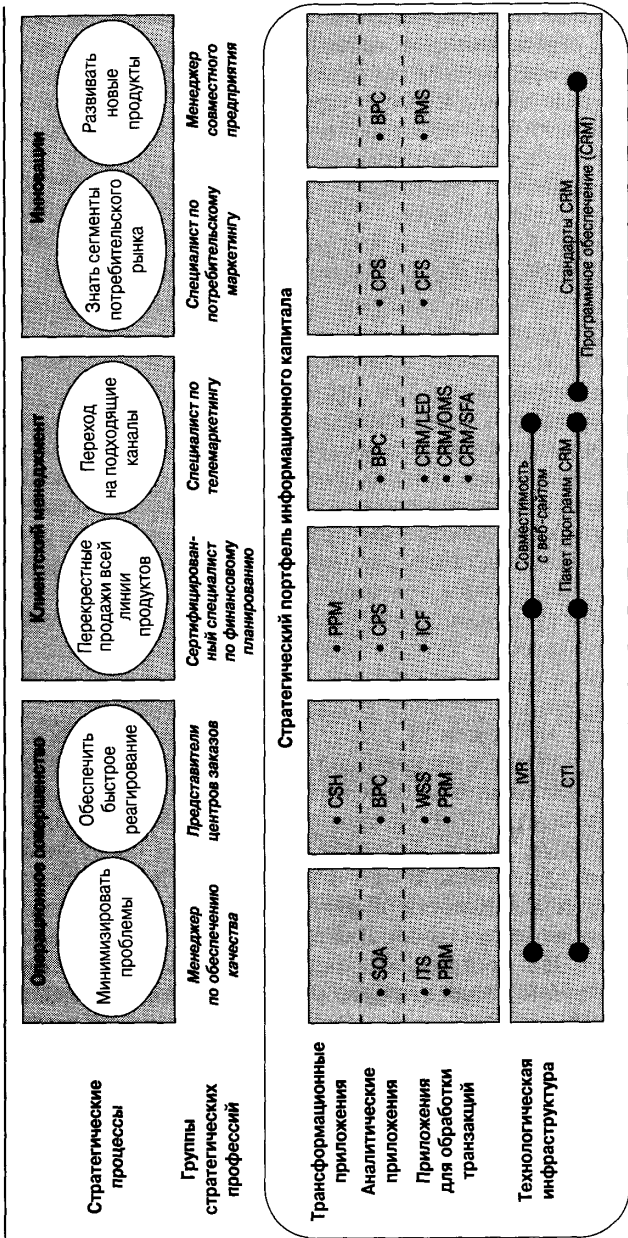 Стратегические
процессы
Операционное совершенство
Минимизировать
проблемы
Обеспечить
быстрое
реагирование
Клиентский менеджмент
Перекрестные
продажи всей
линии
продуктов
Переход
на подходящие
каналы
Инновации
Знать сегменты
потребительского
рынка
Развивать
новые
продукты
Группы
стратегических
профессий
Менеджер
по обеспечению
качества
Представители
центров заказов
Сертифицирован-
ный специалист
по финансовому
планированию
Специалист по
телемаркетингу
Специалист по
потребительскому
маркетингу
Менеджер
совместного
предприятия
Стратегический портфель информационного капитала
Трансформационные
приложения
• CSH
• PPM
Аналитические
приложения
• SQA
• BPC
• CPS
• BPC
• CPS
• BPC
Приложения
для обработки
транзакций
• ITS
• PRM
• WSS
• PRM
• ICF
• CRM/LED
• CRM/OMS
• CRM/SFA
• CFS
• PMS
Технологическая
инфраструктура
IVR
Совместимость
с веб-сайтом
CTI
Пакет программ CRM
Стандарты CRM
Программное обеспечение (CRM)